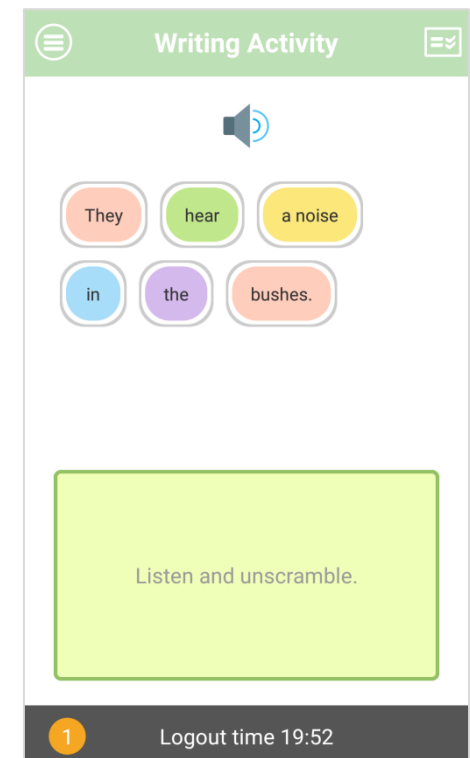 Writing Activity
They hear a noise
in the bushes.
Listen and unscramble.
1 Logout time 19:52